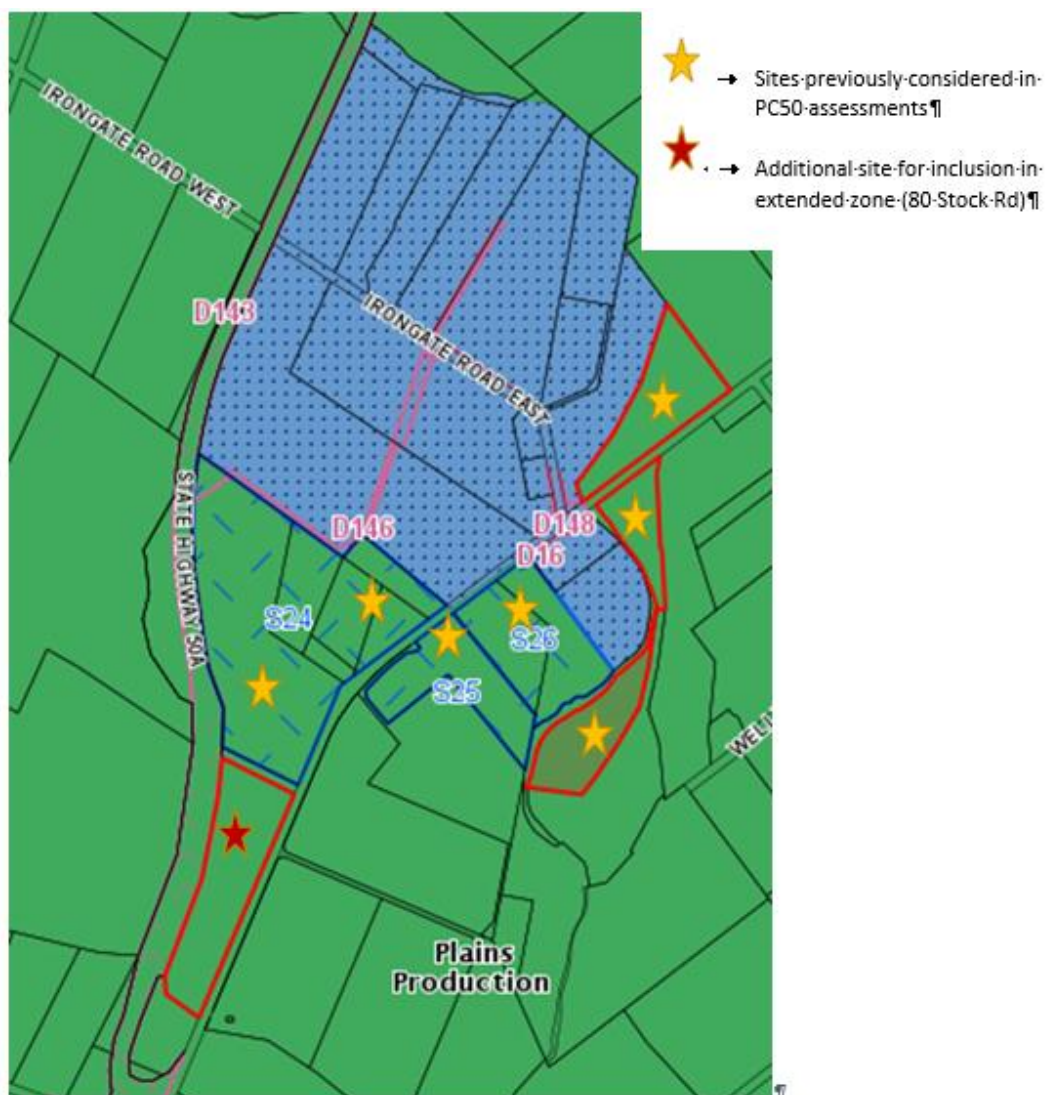 → Sites·previously·considered·in·
PC50·assessments¶
→ Additional·site·for·inclusion·in·
extended·zone·(80·Stock·Rd)¶
IRONGATE ROAD WEST
IRONGATE ROAD EAST
D143
STATE HIGHWAY 50A
D146
D148
D16
S24
S26
S25
WELL
Plains
Production
¶